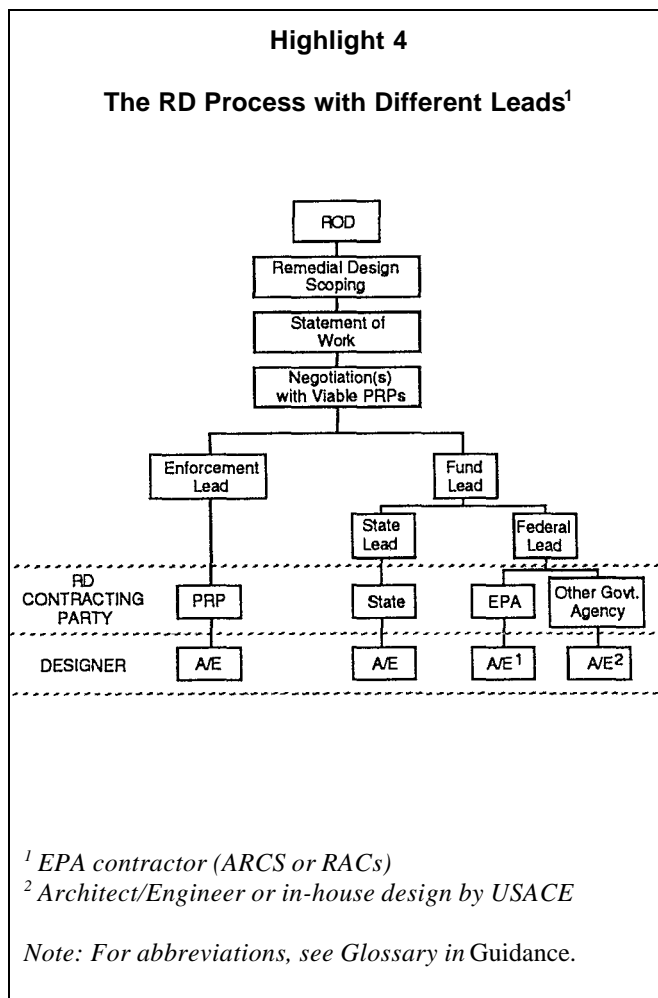 Highlight 4
The RD Process with Different Leads¹
ROD
Remedial Design
Scoping
Statement of
Work
Negotiation(s)
with Viable PRPs
Enforcement
Lead
Fund
Lead
State
Lead
Federal
Lead
RD
CONTRACTING
PARTY
PRP
State
EPA
Other Govt.
Agency
DESIGNER
A/E
A/E
A/E¹
A/E²
¹ EPA contractor (ARCS or RACs)
² Architect/Engineer or in-house design by USACE
Note: For abbreviations, see Glossary in Guidance.